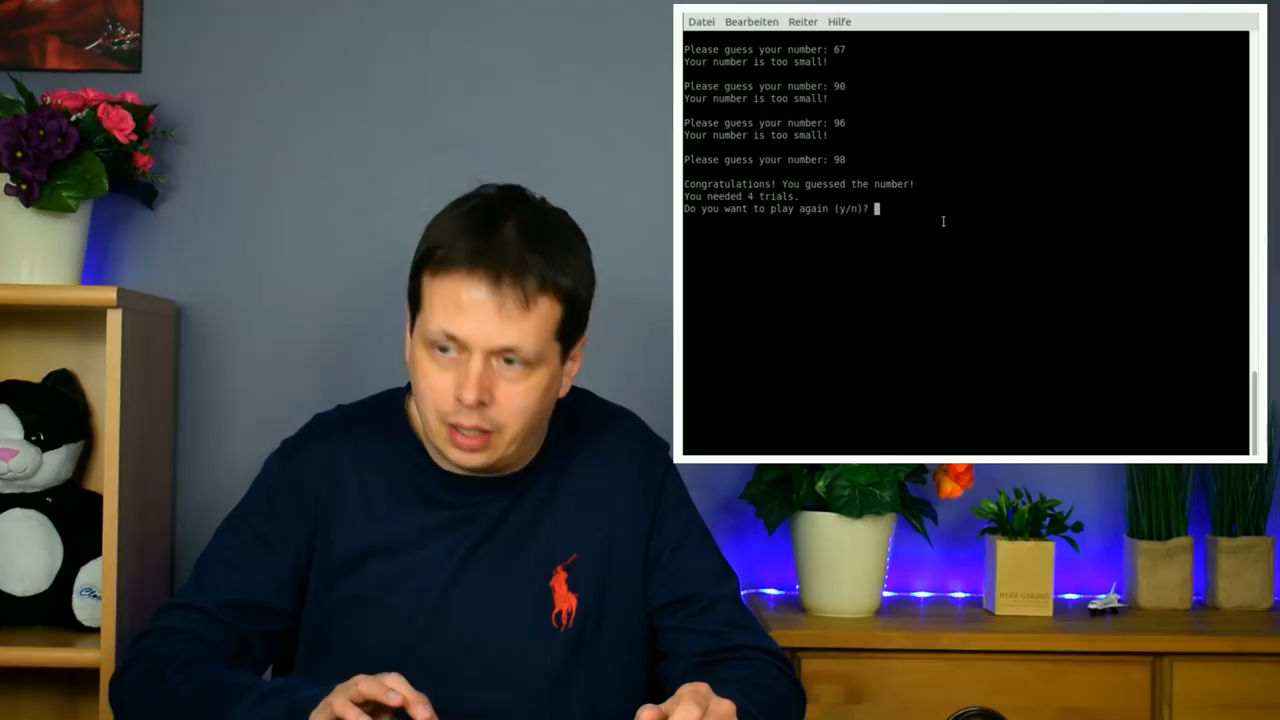 Datei Bearbeiten Reiter Hilfe
Please guess your number: 67
Your number is too small!
Please guess your number: 90
Your number is too small!
Please guess your number: 96
Your number is too small!
Please guess your number: 98
Congratulations! You guessed the number!
You needed 4 trials.
Do you want to play again (y/n)?
HERB GARDEN